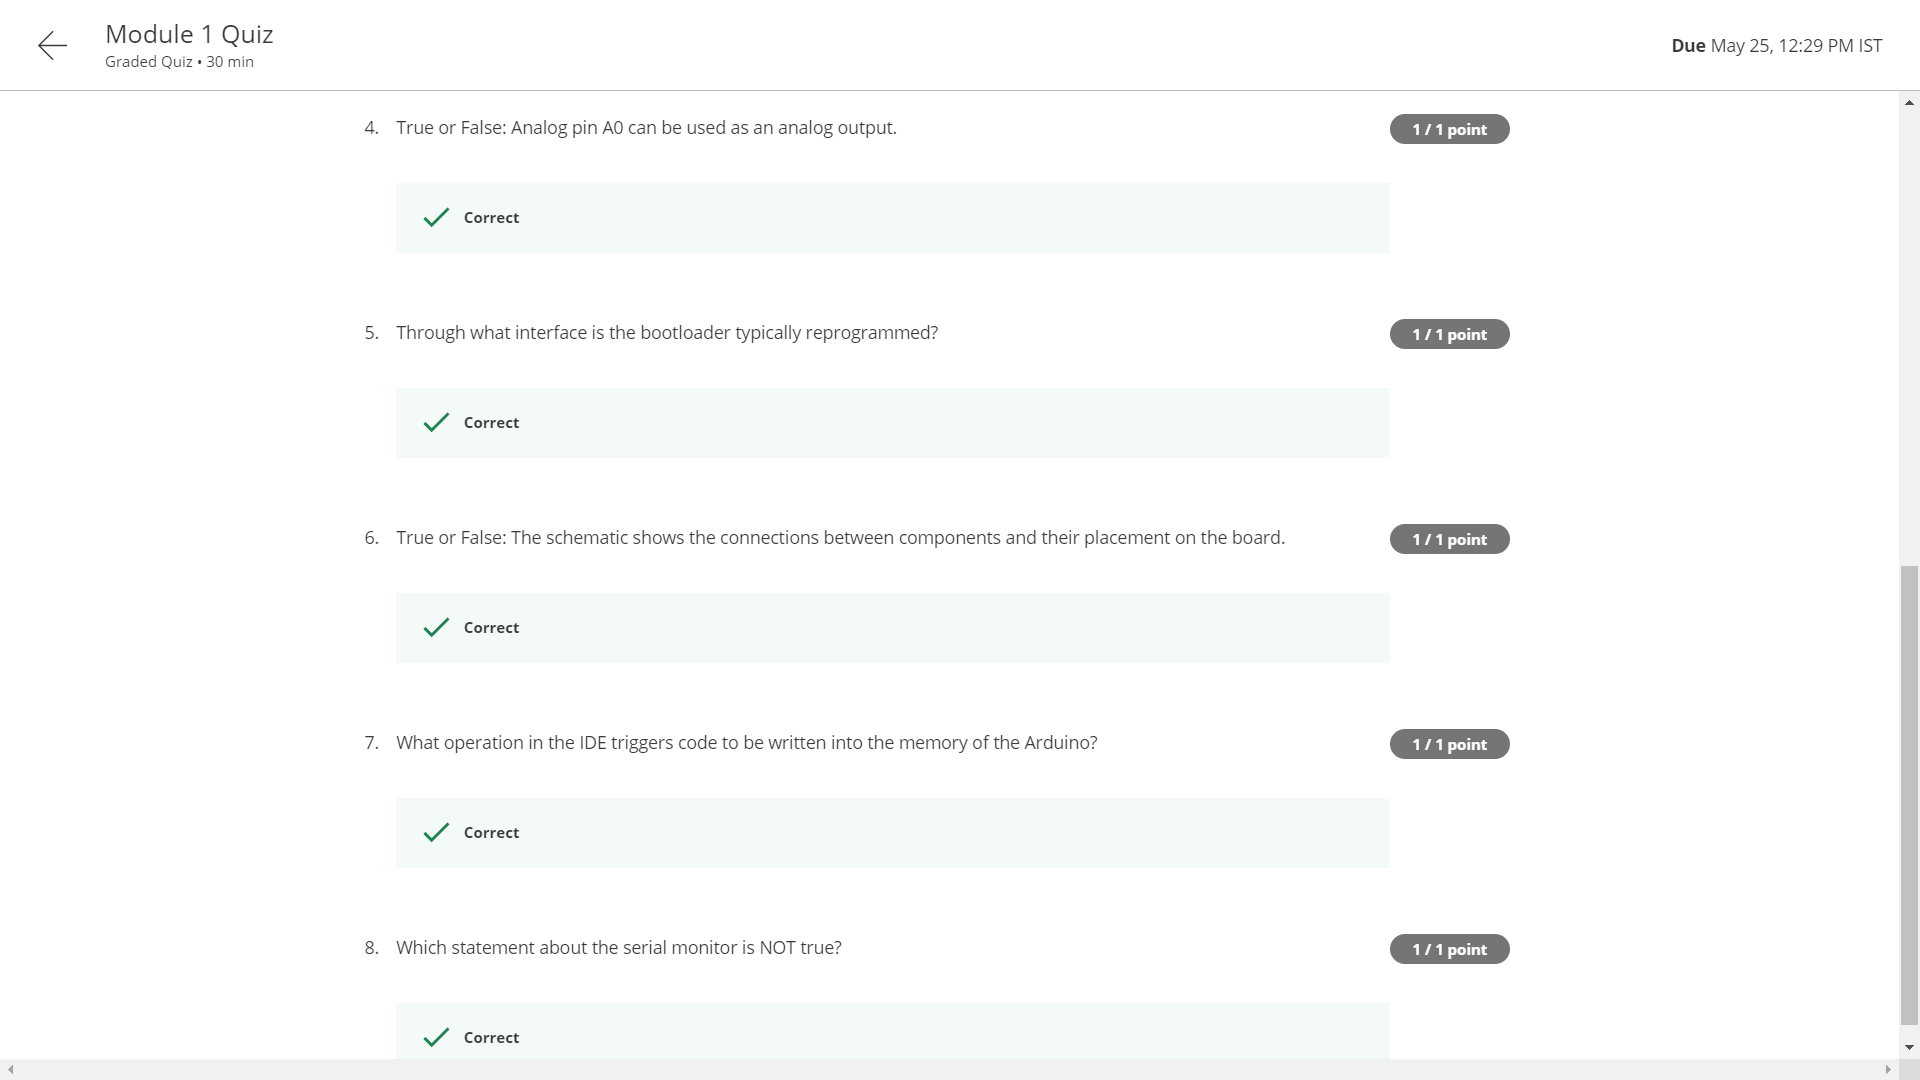 Module 1 Quiz
Graded Quiz • 30 min
Due May 25, 12:29 PM IST
4. True or False: Analog pin A0 can be used as an analog output.
1 / 1 point
Correct
5. Through what interface is the bootloader typically reprogrammed?
1 / 1 point
Correct
6. True or False: The schematic shows the connections between components and their placement on the board.
1 / 1 point
Correct
7. What operation in the IDE triggers code to be written into the memory of the Arduino?
1 / 1 point
Correct
8. Which statement about the serial monitor is NOT true?
1 / 1 point
Correct